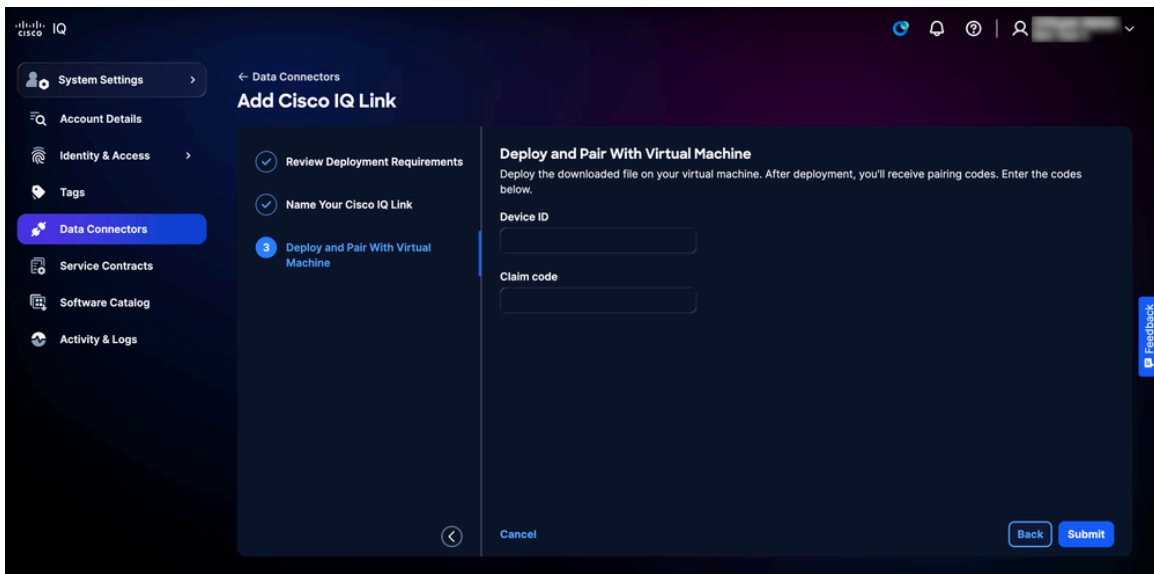 cisco IQ
System Settings
Account Details
Identity & Access
Tags
Data Connectors
Service Contracts
Software Catalog
Activity & Logs
← Data Connectors
Add Cisco IQ Link
Review Deployment Requirements
Name Your Cisco IQ Link
3 Deploy and Pair With Virtual
Machine
Deploy and Pair With Virtual Machine
Deploy the downloaded file on your virtual machine. After deployment, you'll receive pairing codes. Enter the codes
below.
Device ID
Claim code
Cancel
Back
Submit
Feedback